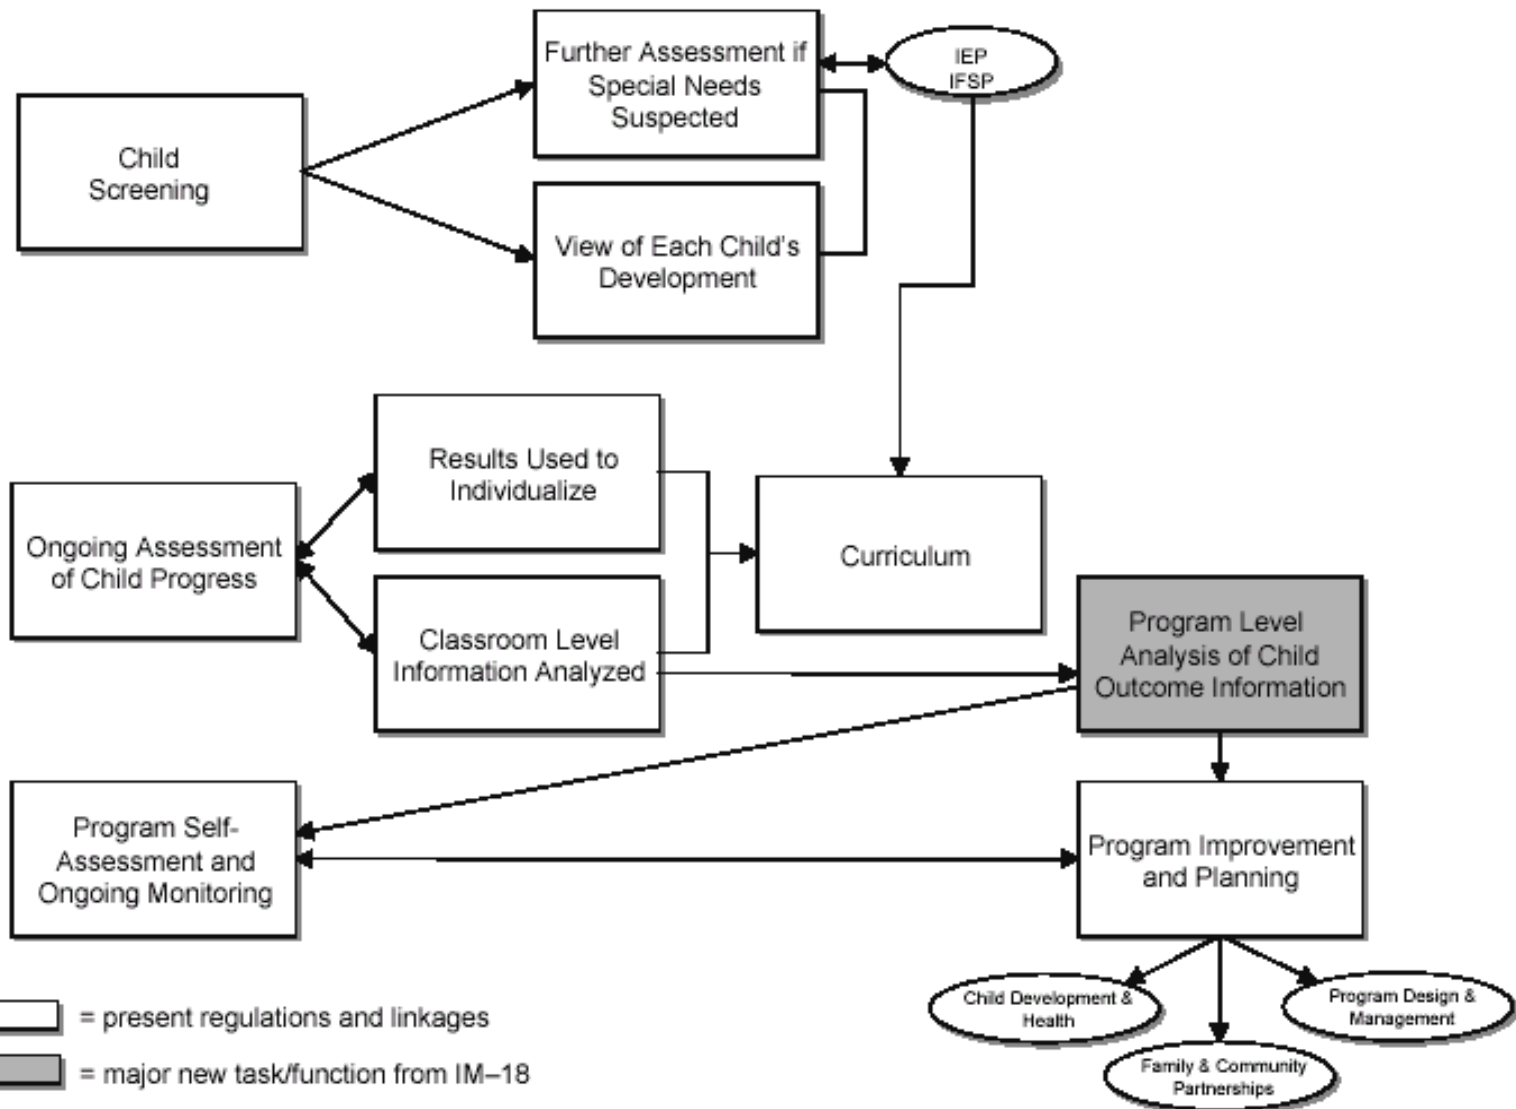 Further Assessment if
Special Needs
Suspected
IEP
IFSP
Child
Screening
View of Each Child's
Development
Results Used to
Individualize
Ongoing Assessment
of Child Progress
Curriculum
Classroom Level
Information Analyzed
Program Level
Analysis of Child
Outcome Information
Program Self-
Assessment and
Ongoing Monitoring
Program Improvement
and Planning
Child Development &
Health
Program Design &
Management
Family & Community
Partnerships
= present regulations and linkages
= major new task/function from IM–18